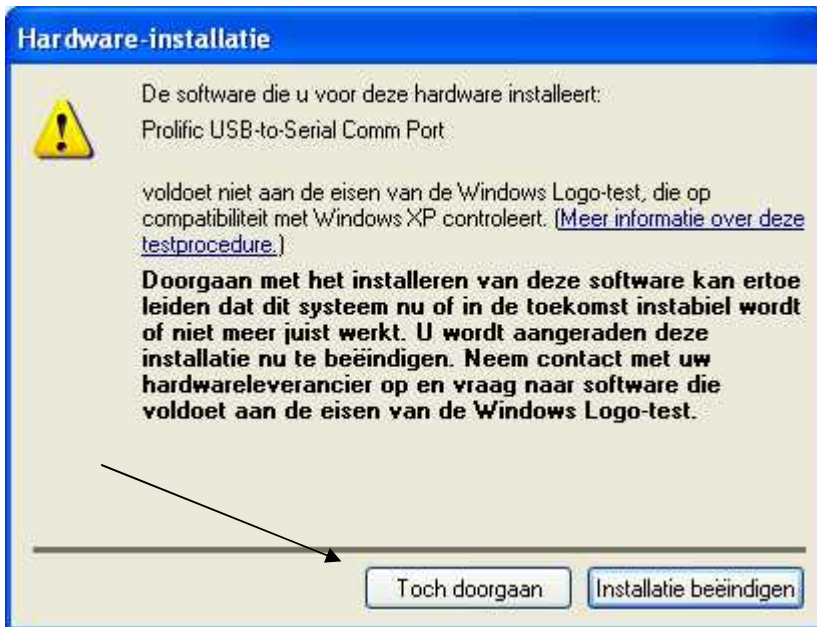 Hardware-installatie
De software die u voor deze hardware installeert:
Prolific USB-to-Serial Comm Port
voldoet niet aan de eisen van de Windows Logo-test, die op
compatibiliteit met Windows XP controleert. (Meer informatie over deze
testprocedure.)
Doorgaan met het installeren van deze software kan ertoe
leiden dat dit systeem nu of in de toekomst instabiel wordt
of niet meer juist werkt. U wordt aangeraden deze
installatie nu te beëindigen. Neem contact met uw
hardwareleverancier op en vraag naar software die
voldoet aan de eisen van de Windows Logo-test.
Toch doorgaan
Installatie beëindigen